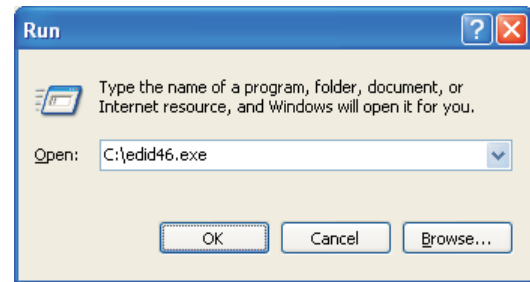 Run
Type the name of a program, folder, document, or
Internet resource, and Windows will open it for you.
Open: C:\edid46.exe
OK Cancel Browse...